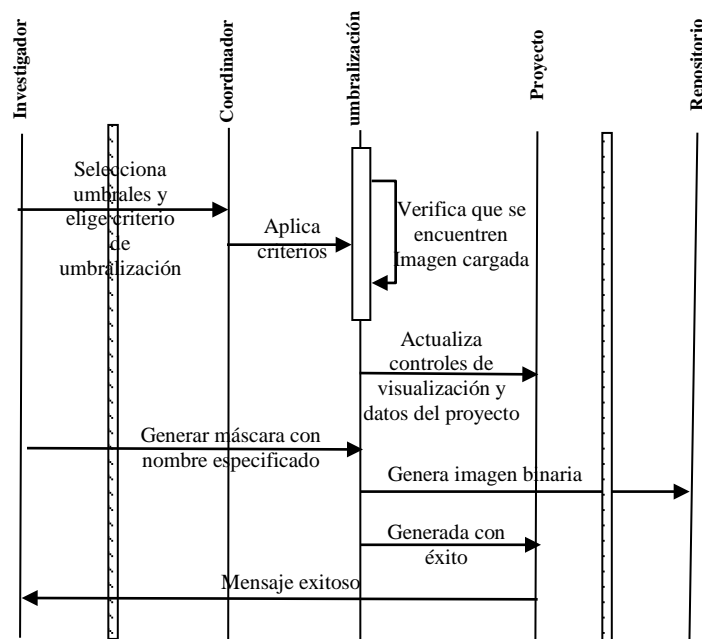 Investigador
Coordinador
umbralización
Proyecto
Repositorio
Selecciona
umbrales y
elige criterio
de
umbralización
Aplica
criterios
Verifica que se
encuentren
Imagen cargada
Actualiza
controles de
visualización y
datos del proyecto
Generar máscara con
nombre especificado
Genera imagen binaria
Generada con
éxito
Mensaje exitoso